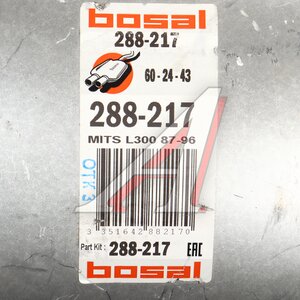 bosal
288-217
60-24-43
288-217
MITS L300 87-96
ОТК 3
3 351642 882170
Part Kit : 288-217
EAC
bosal